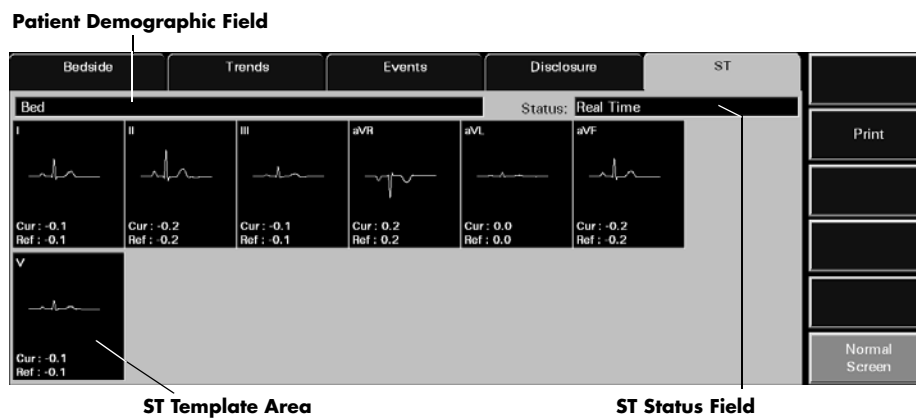 Patient Demographic Field
Bedside Trends Events Disclosure ST
Bed Status: Real Time
Print
I II III aVR aVL aVF
Cur : -0.1 Cur : -0.2 Cur : -0.1 Cur : 0.2 Cur : 0.0 Cur : -0.2
Ref : -0.1 Ref : -0.2 Ref : -0.1 Ref : 0.2 Ref : 0.0 Ref : -0.2
V
Cur : -0.1
Ref : -0.1
Normal
Screen
ST Template Area ST Status Field